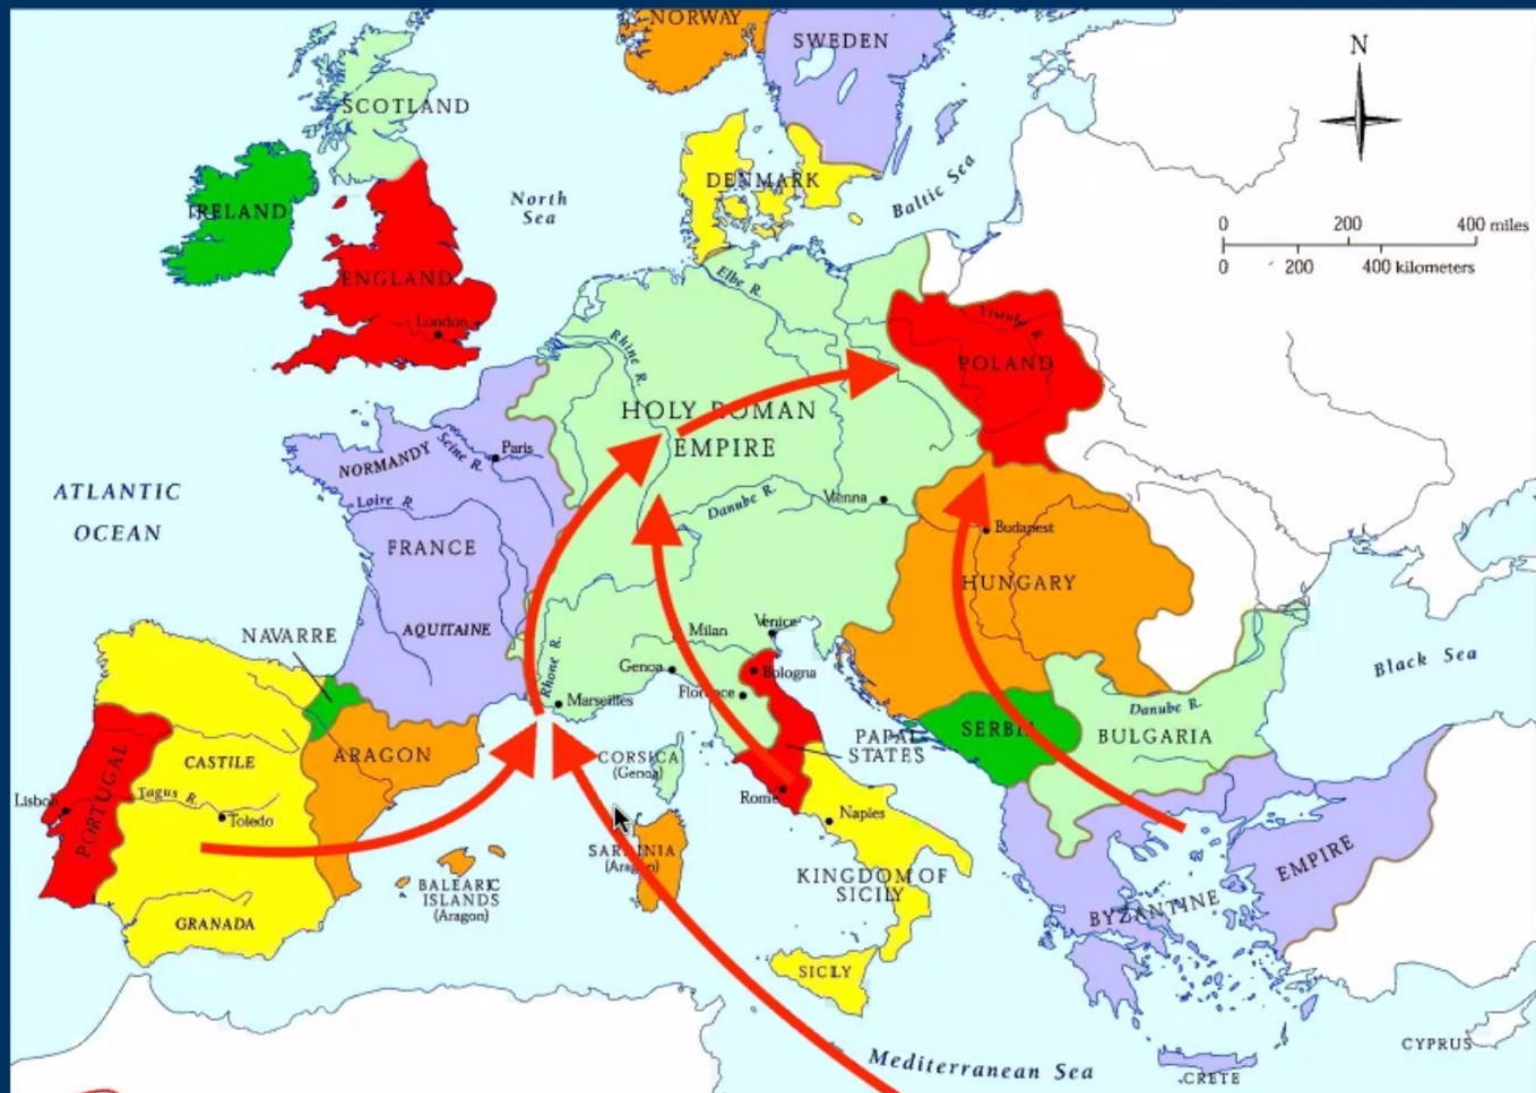 NORWAY
SWEDEN
N
SCOTLAND
IRELAND
North
Sea
DENMARK
Baltic Sea
0 200 400 miles
0 200 400 kilometers
ENGLAND
London
Elbe R.
Rhine R.
Vistula R.
POLAND
HOLY ROMAN
EMPIRE
NORMANDY
Seine R.
Paris
Loire R.
ATLANTIC
OCEAN
Danube R.
Vienna
Budapest
FRANCE
HUNGARY
AQUITAINE
NAVARRE
Milan
Venice
Genoa
Bologna
Florence
Rhone R.
Marseilles
Black Sea
Danube R.
SERBIA
BULGARIA
PAPAL
STATES
CASTILE
ARAGON
CORSICA
(Genoa)
PORTUGAL
Lisbon
Tagus R.
Toledo
Rome
Naples
SARDINIA
(Aragon)
BALEARIC
ISLANDS
(Aragon)
KINGDOM OF
SICILY
BYZANTINE EMPIRE
GRANADA
SICILY
Mediterranean Sea
CYPRUS
CRETE